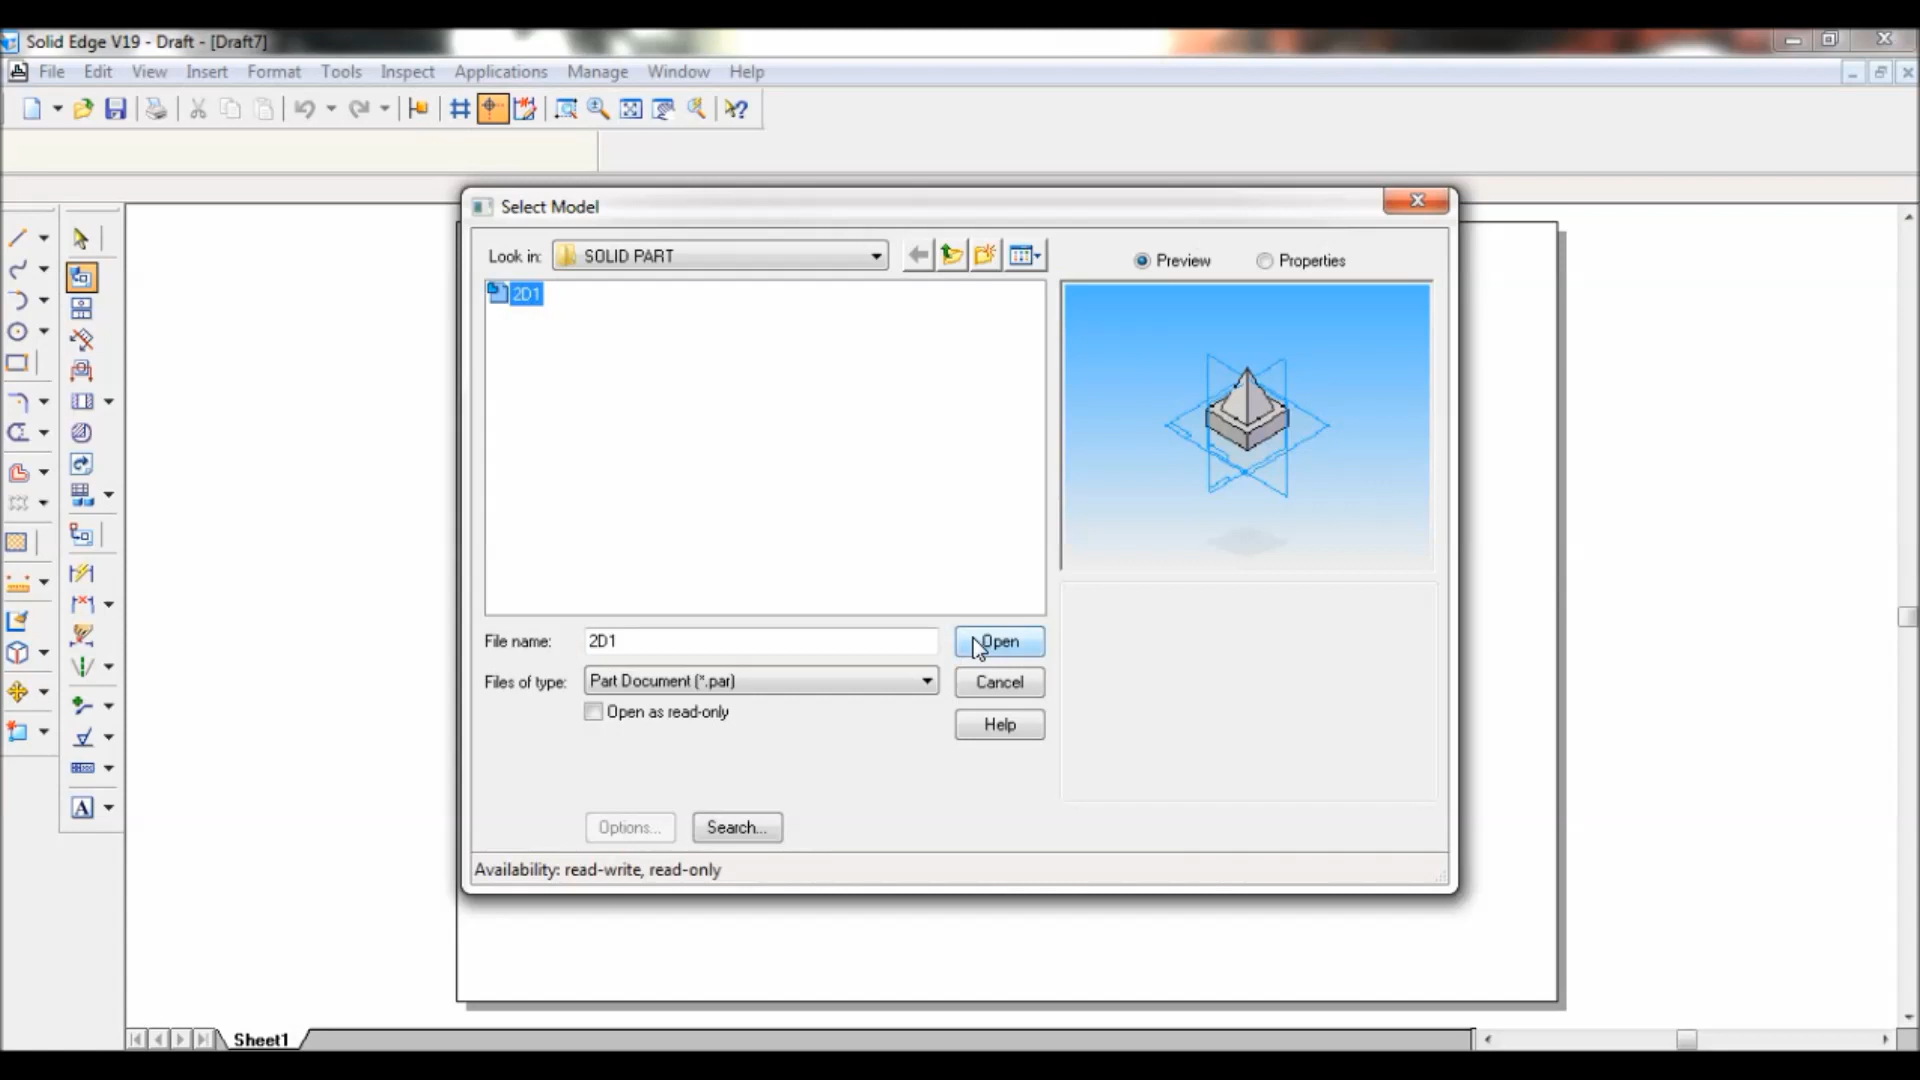 Solid Edge V19 - Draft - [Draft7]
File Edit View Insert Format Tools Inspect Applications Manage Window Help
Select Model
Look in: SOLID PART
Preview Properties
2D1
File name: 2D1 Open
Files of type: Part Document (*.par) Cancel
Open as read-only
Help
Options... Search...
Availability: read-write, read-only
A
Sheet1